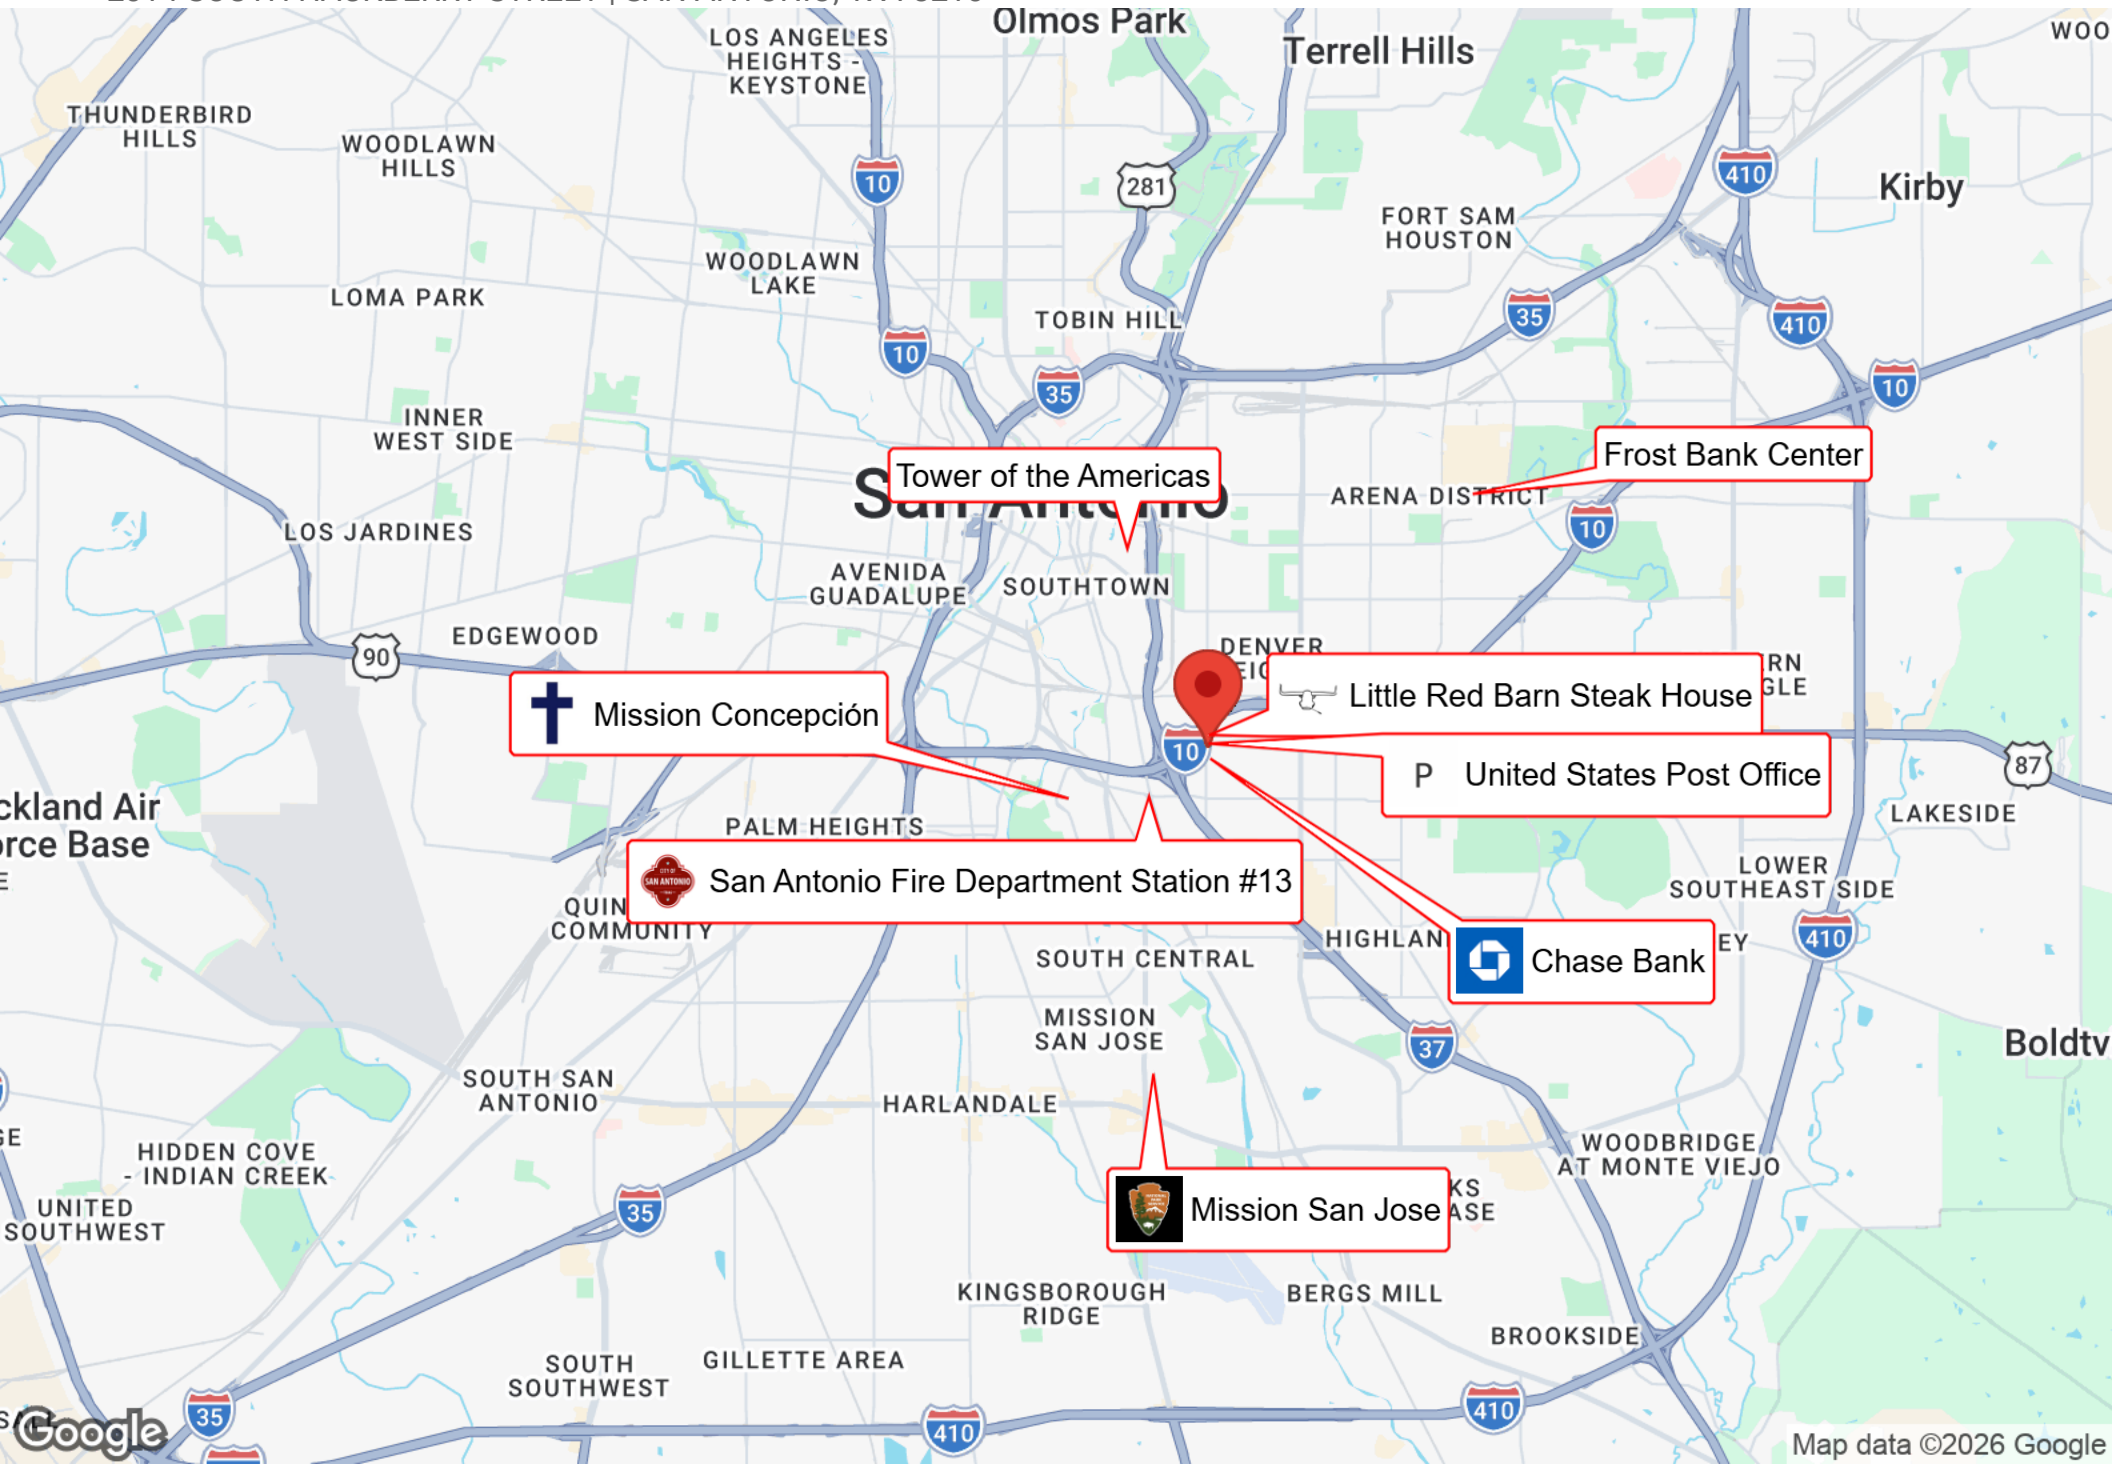 Olmos Park
LOS ANGELES
HEIGHTS -
KEYSTONE
Terrell Hills
THUNDERBIRD
HILLS
WOODLAWN
HILLS
10
281
410
Kirby
FORT SAM
HOUSTON
WOODLAWN
LAKE
LOMA PARK
TOBIN HILL
35
410
10
35
10
INNER
WEST SIDE
Tower of the Americas
San Antonio
Frost Bank Center
ARENA DISTRICT
10
LOS JARDINES
AVENIDA
GUADALUPE
SOUTHTOWN
EDGEWOOD
90
DENVER
Little Red Barn Steak House
Mission Concepción
10
87
P United States Post Office
LAKESIDE
PALM HEIGHTS
CITY OF
SAN ANTONIO
San Antonio Fire Department Station #13
LOWER
SOUTHEAST SIDE
COMMUNITY
410
SOUTH CENTRAL
Chase Bank
MISSION
SAN JOSE
37
SOUTH SAN
ANTONIO
HARLANDALE
HIDDEN COVE
- INDIAN CREEK
WOODBRIDGE
AT MONTE VIEJO
UNITED
SOUTHWEST
35
Mission San Jose
KINGSBOROUGH
RIDGE
BERGS MILL
BROOKSIDE
SOUTH
SOUTHWEST
GILLETTE AREA
35
410
410
Google
Map data ©2026 Google